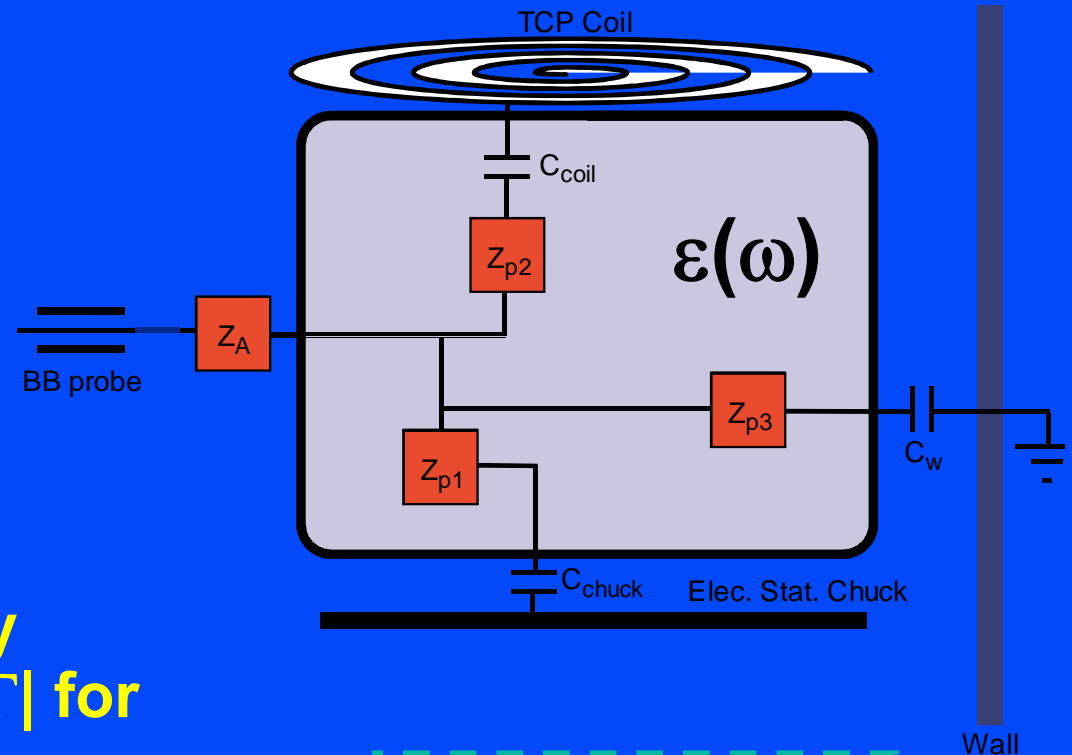 TCP Coil
C_coil
Z_p2
ε(ω)
Z_A
BB probe
Z_p3
C_w
Z_p1
C_chuck
Elec. Stat. Chuck
| for
Wall